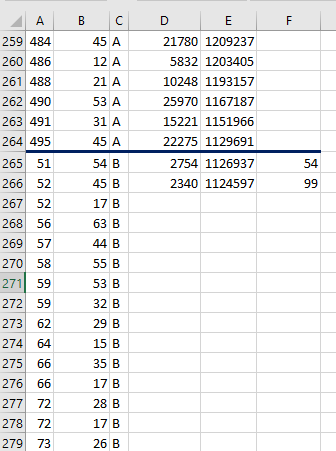 A B C D E F
259 484 45 A 21780 1209237
260 486 12 A 5832 1203405
261 488 21 A 10248 1193157
262 490 53 A 25970 1167187
263 491 31 A 15221 1151966
264 495 45 A 22275 1129691
265 51 54 B 2754 1126937 54
266 52 45 B 2340 1124597 99
267 52 17 B
268 56 63 B
269 57 44 B
270 58 55 B
271 59 53 B
272 59 32 B
273 62 29 B
274 64 15 B
275 66 35 B
276 66 17 B
277 72 28 B
278 72 17 B
279 73 26 B